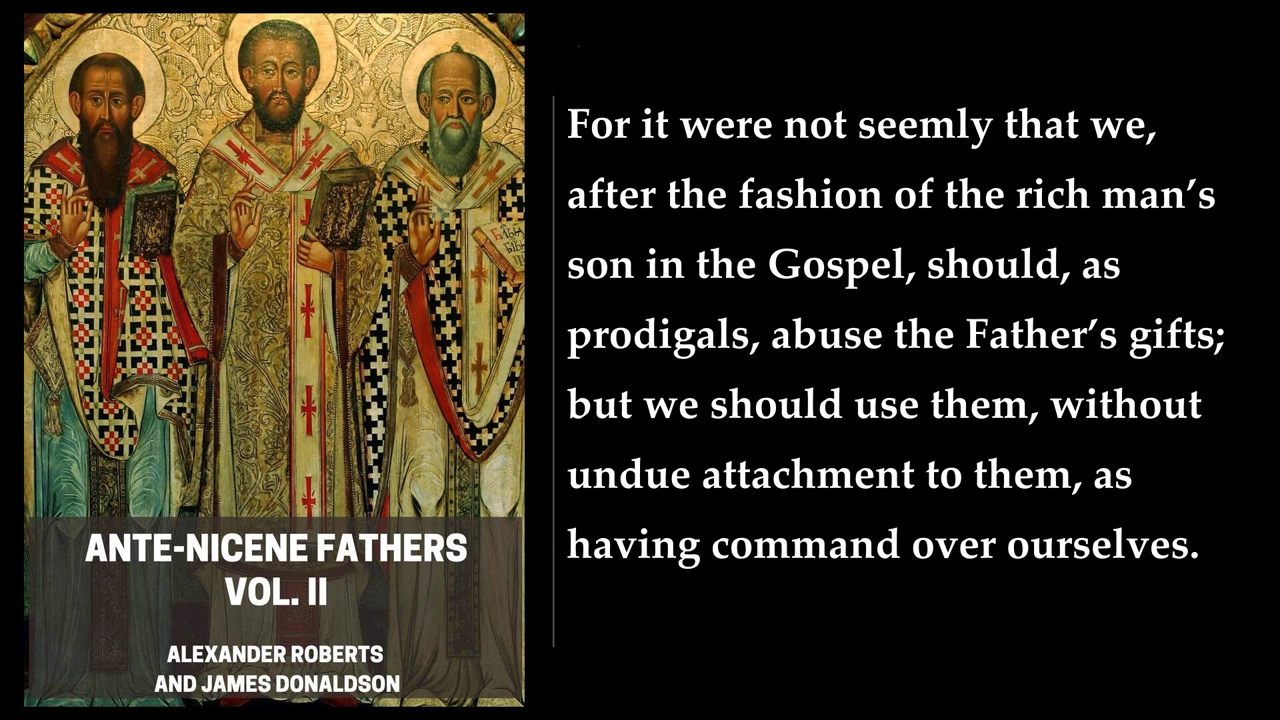 ANTE-NICENE FATHERS
VOL. II
ALEXANDER ROBERTS
AND JAMES DONALDSON
For it were not seemly that we,
after the fashion of the rich man’s
son in the Gospel, should, as
prodigals, abuse the Father’s gifts;
but we should use them, without
undue attachment to them, as
having command over ourselves.